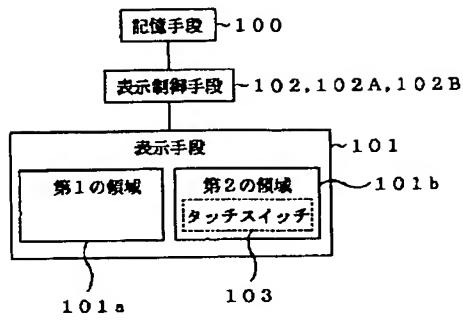 記憶手段 100
表示制御手段 102,102A,102B
表示手段 101
第1の領域 第2の領域 101b
タッチスイッチ
101a 103